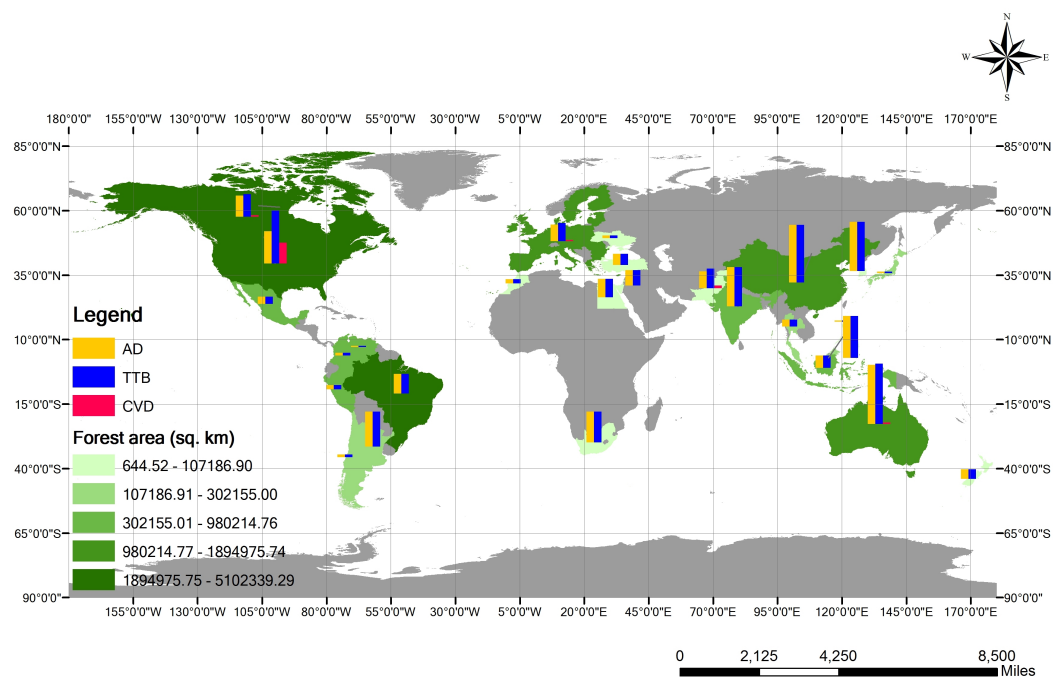 N
W E
S
180°0'0" 155°0'0"W 130°0'0"W 105°0'0"W 80°0'0"W 55°0'0"W 30°0'0"W 5°0'0"W 20°0'0"E 45°0'0"E 70°0'0"E 95°0'0"E 120°0'0"E 145°0'0"E 170°0'0"E
85°0'0"N 85°0'0"N
60°0'0"N 60°0'0"N
35°0'0"N 35°0'0"N
Legend
10°0'0"N 10°0'0"N
AD
TTB
15°0'0"S 15°0'0"S
CVD
Forest area (sq. km)
644.52 - 107186.90
40°0'0"S 40°0'0"S
107186.91 - 302155.00
302155.01 - 980214.76
65°0'0"S 65°0'0"S
980214.77 - 1894975.74
1894975.75 - 5102339.29
90°0'0" 90°0'0"
155°0'0"W 130°0'0"W 105°0'0"W 80°0'0"W 55°0'0"W 30°0'0"W 5°0'0"W 20°0'0"E 45°0'0"E 70°0'0"E 95°0'0"E 120°0'0"E 145°0'0"E 170°0'0"E
0 2,125 4,250 8,500
Miles